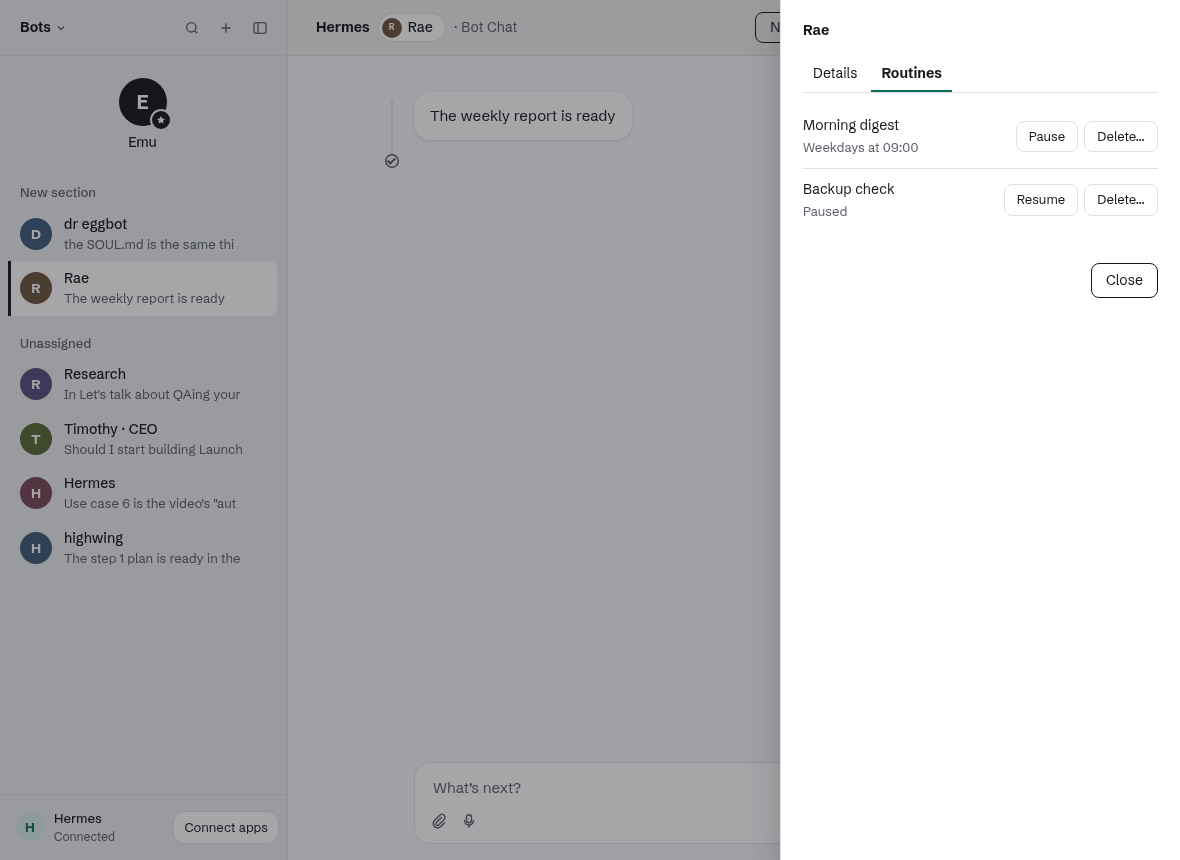 Bots
E
Emu
New section
D
dr eggbot
the SOUL.md is the same thi
R
Rae
The weekly report is ready
Unassigned
R
Research
In Let's talk about QAing your
T
Timothy · CEO
Should I start building Launch
H
Hermes
Use case 6 is the video's "aut
H
highwing
The step 1 plan is ready in the
H
Hermes
Connected
Connect apps
Hermes R Rae · Bot Chat
The weekly report is ready
What's next?
Rae
Details Routines
Morning digest
Weekdays at 09:00
Pause Delete…
Backup check
Paused
Resume Delete…
Close